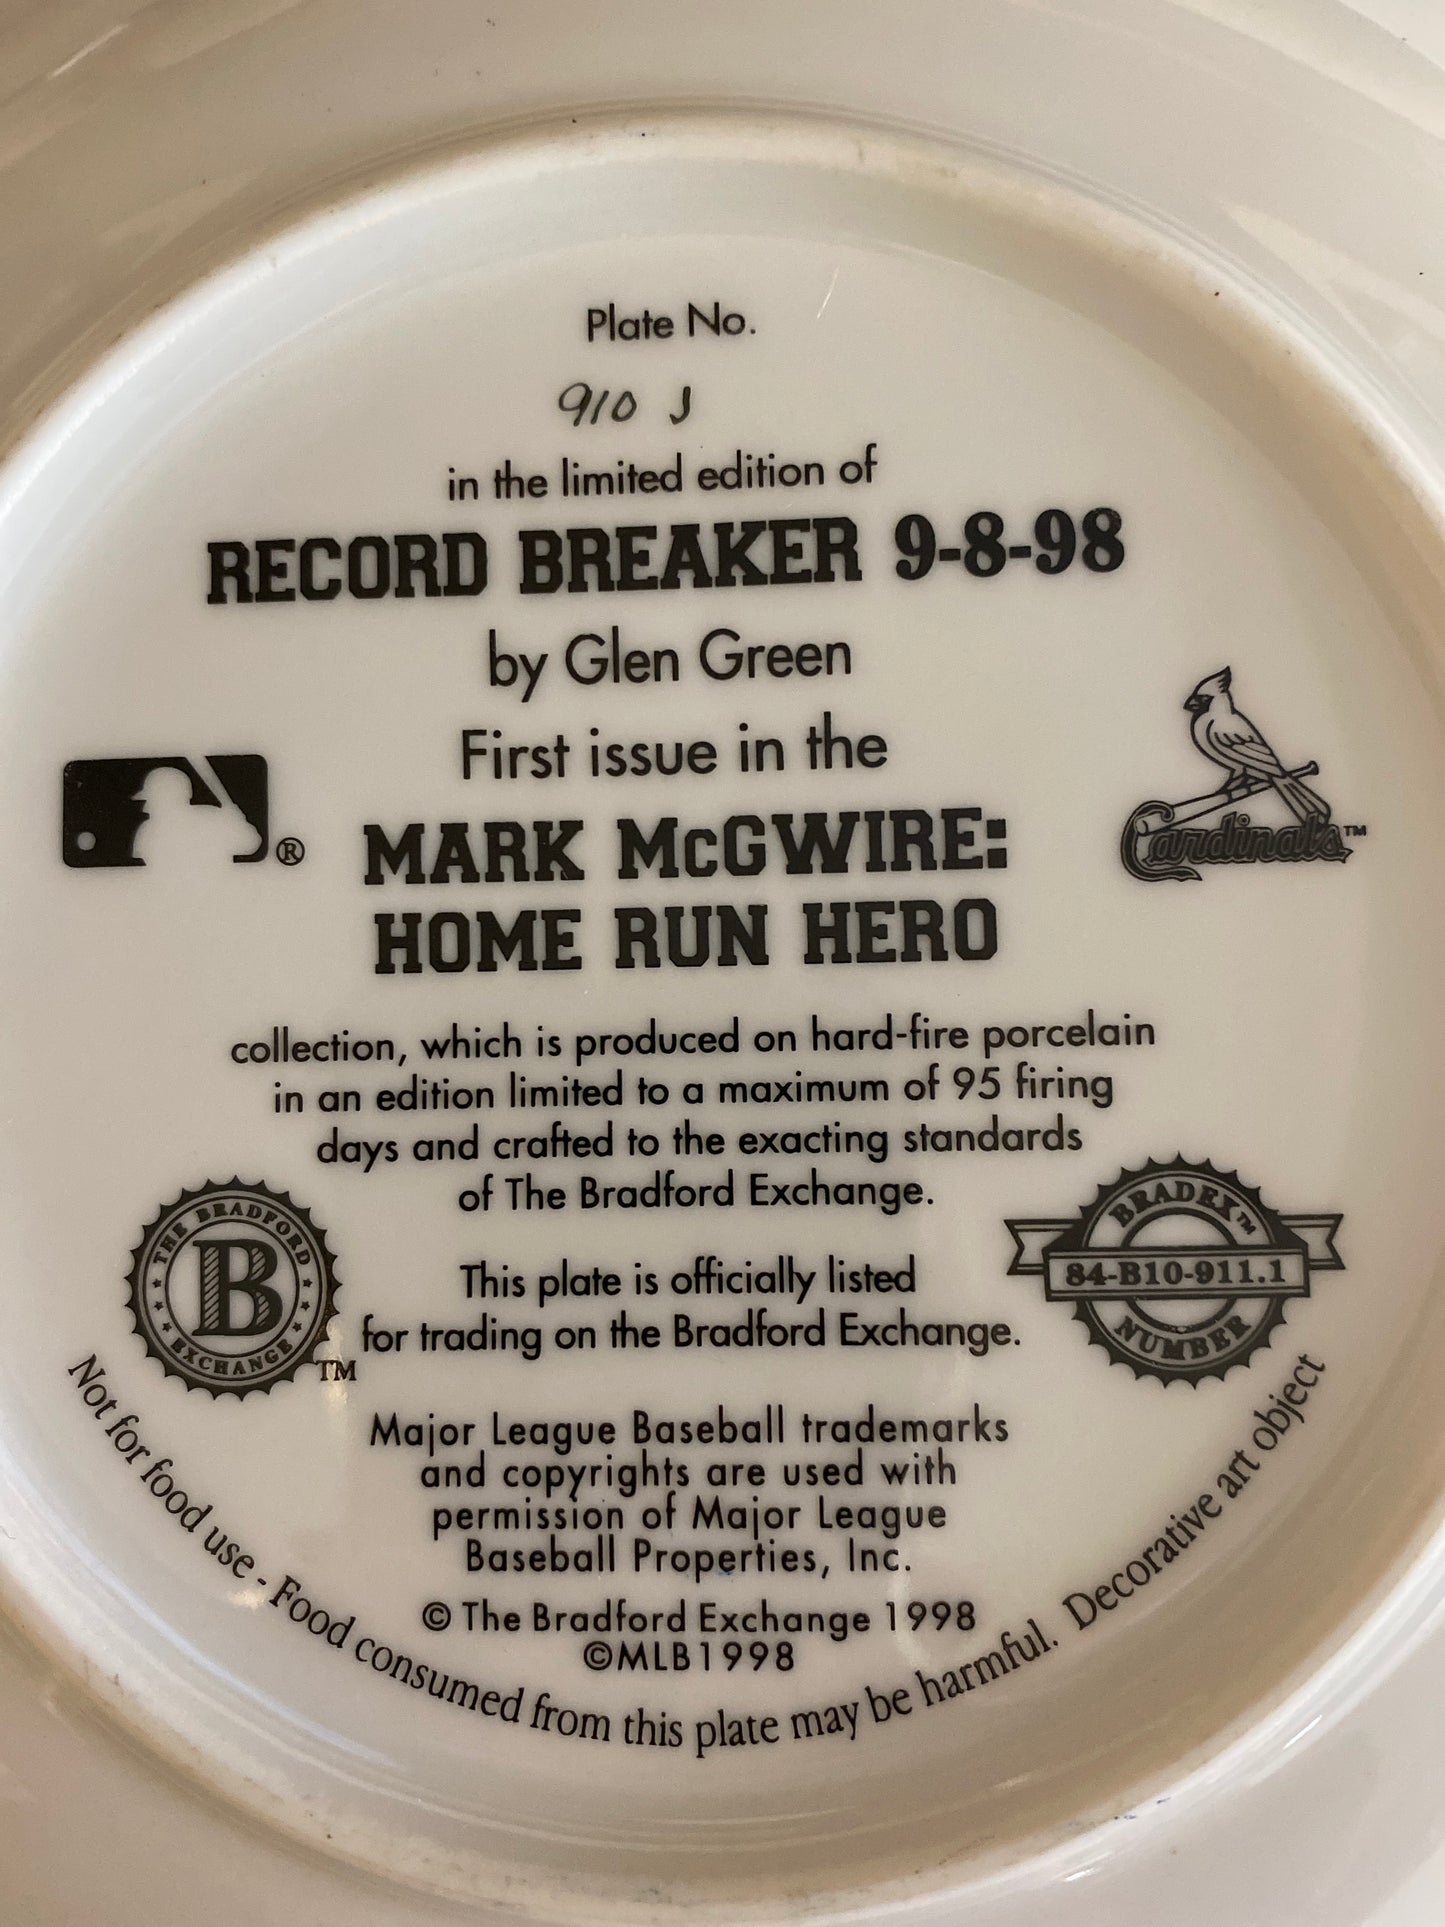 Plate No.
910 J
in the limited edition of
RECORD BREAKER 9-8-98
by Glen Green
First issue in the
MARK McGWIRE:
HOME RUN HERO
®
Cardinals™
collection, which is produced on hard-fire porcelain
in an edition limited to a maximum of 95 firing
days and crafted to the exacting standards
of The Bradford Exchange.
THE BRADFORD
B
EXCHANGE
TM
BRADEX™
84-B10-911.1
NUMBER
This plate is officially listed
for trading on the Bradford Exchange.
Major League Baseball trademarks
and copyrights are used with
permission of Major League
Baseball Properties, Inc.
© The Bradford Exchange 1998
©MLB1998
Not for food use - Food consumed from this plate may be harmful. Decorative art object